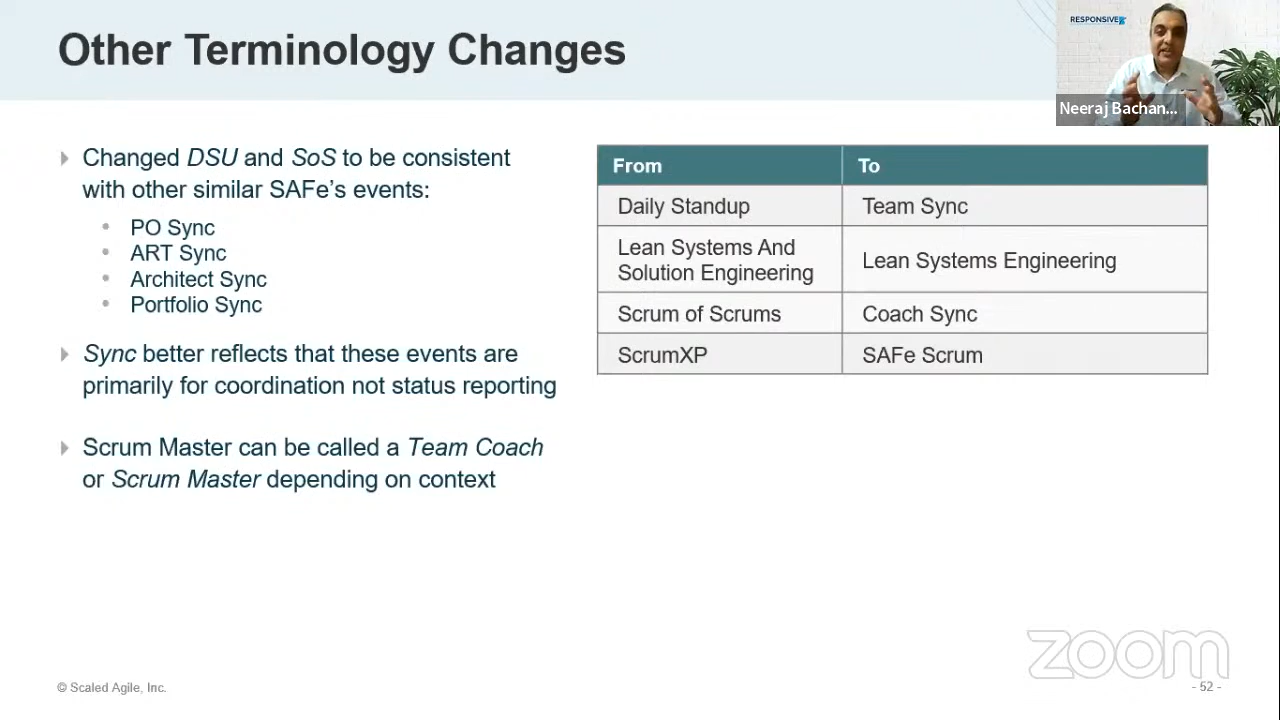 Other Terminology Changes
RESPONSIVE
Neeraj Bachan...
Changed DSU and SoS to be consistent
with other similar SAFe’s events:
PO Sync
ART Sync
Architect Sync
Portfolio Sync
Sync better reflects that these events are
primarily for coordination not status reporting
Scrum Master can be called a Team Coach
or Scrum Master depending on context
From To
Daily Standup Team Sync
Lean Systems And
Solution Engineering Lean Systems Engineering
Scrum of Scrums Coach Sync
ScrumXP SAFe Scrum
zoom
© Scaled Agile, Inc.
- 52 -